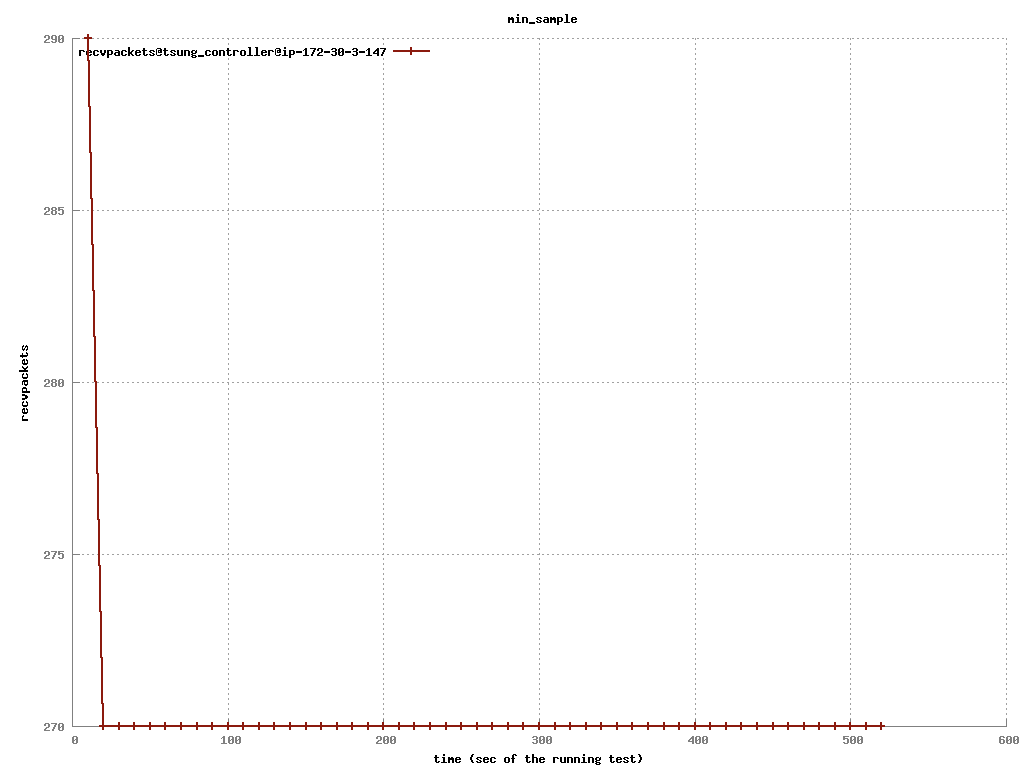 min_sample
290
recvpackets@tsung_controller@ip-172-30-3-147
285
280
275
270
recvpackets
0 100 200 300 400 500 600
time (sec of the running test)